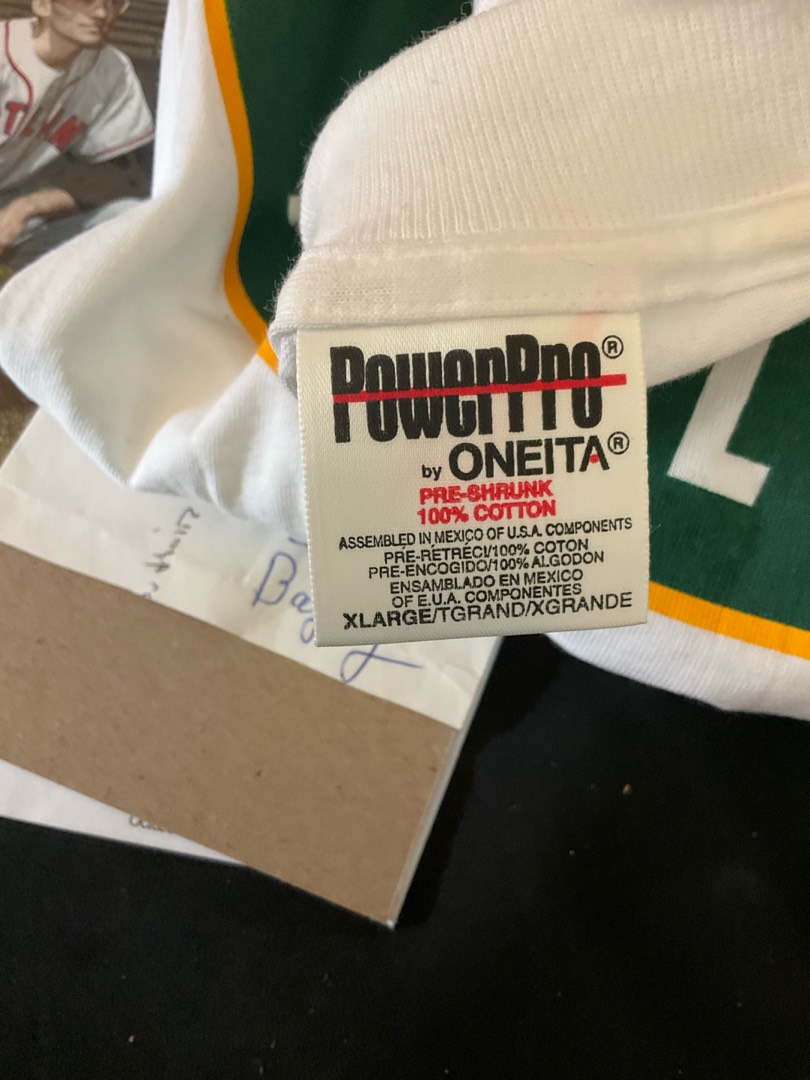 PowerPro®
by ONEITA®
PRE-SHRUNK
100% COTTON
ASSEMBLED IN MEXICO OF U.S.A. COMPONENTS
PRE-RETRÉCI/100% COTON
PRE-ENCOGIDO/100% ALGODON
ENSAMBLADO EN MEXICO
OF E.U.A. COMPONENTES
XLARGE/TGRAND/XGRANDE